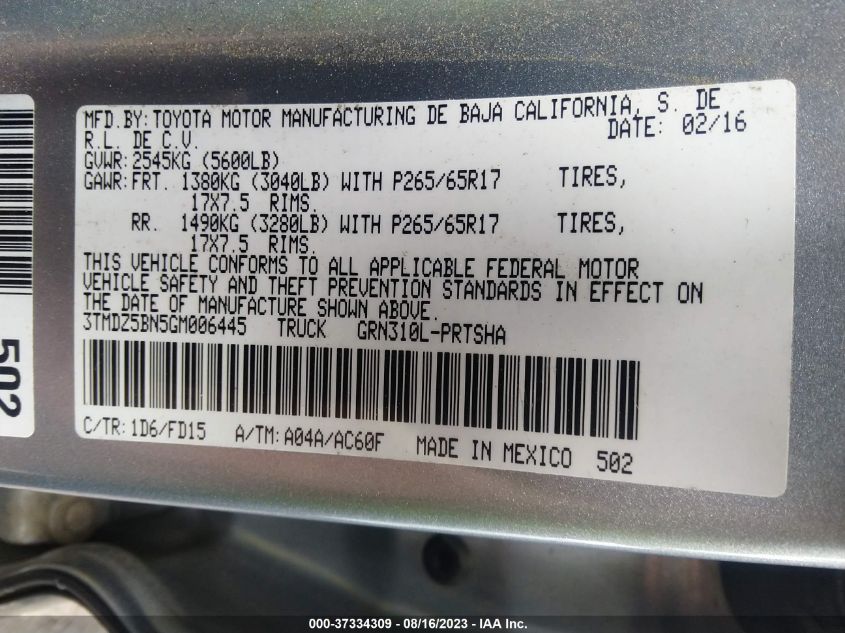 MFD.BY:TOYOTA MOTOR MANUFACTURING DE BAJA CALIFORNIA, S. DE
R.L. DE C.V. DATE: 02/16
GVWR:2545KG (5600LB)
GAWR:FRT. 1380KG (3040LB) WITH P265/65R17 TIRES,
17X7.5 RIMS.
RR. 1490KG (3280LB) WITH P265/65R17 TIRES,
17X7.5 RIMS.
THIS VEHICLE CONFORMS TO ALL APPLICABLE FEDERAL MOTOR
VEHICLE SAFETY AND THEFT PREVENTION STANDARDS IN EFFECT ON
THE DATE OF MANUFACTURE SHOWN ABOVE.
3TMDZ5BN5GM006445 TRUCK GRN310L-PRTSHA
C/TR:1D6/FD15 A/TM:A04A/AC60F MADE IN MEXICO 502
502
000-37334309 - 08/16/2023 - IAA Inc.